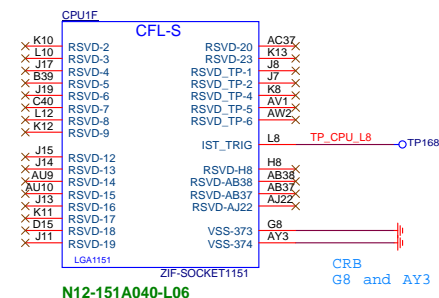 CPU1F
CFL-S
K10 RSVD-2 RSVD-20 AC37
L10 RSVD-3 RSVD-23 K13
J17 RSVD-4 RSVD_TP-1 J8
B39 RSVD-5 RSVD_TP-2 J7
J19 RSVD-6 RSVD_TP-4 K8
C40 RSVD-7 RSVD_TP-5 AV1
L12 RSVD-8 RSVD_TP-6 AW2
K12 RSVD-9
IST_TRIG L8 TP_CPU_L8 TP168
J15 RSVD-12
J14 RSVD-13 RSVD-H8 H8
AU9 RSVD-14 RSVD-AB38 AB38
AU10 RSVD-15 RSVD-AB37 AB37
J13 RSVD-16 RSVD-AJ22 AJ22
K11 RSVD-17
D15 RSVD-18 VSS-373 G8
J11 RSVD-19 VSS-374 AY3
LGA1151
ZIF-SOCKET1151
CRB
G8 and AY3
N12-151A040-L06